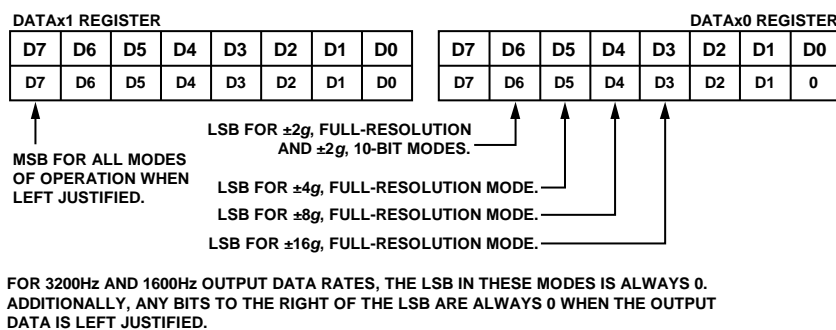 DATAx1 REGISTER
DATAx0 REGISTER
D7 D6 D5 D4 D3 D2 D1 D0
D7 D6 D5 D4 D3 D2 D1 D0
D7 D6 D5 D4 D3 D2 D1 D0
D7 D6 D5 D4 D3 D2 D1 0
MSB FOR ALL MODES
OF OPERATION WHEN
LEFT JUSTIFIED.
LSB FOR ±2g, FULL-RESOLUTION
AND ±2g, 10-BIT MODES.
LSB FOR ±4g, FULL-RESOLUTION MODE.
LSB FOR ±8g, FULL-RESOLUTION MODE.
LSB FOR ±16g, FULL-RESOLUTION MODE.
FOR 3200Hz AND 1600Hz OUTPUT DATA RATES, THE LSB IN THESE MODES IS ALWAYS 0.
ADDITIONALLY, ANY BITS TO THE RIGHT OF THE LSB ARE ALWAYS 0 WHEN THE OUTPUT
DATA IS LEFT JUSTIFIED.